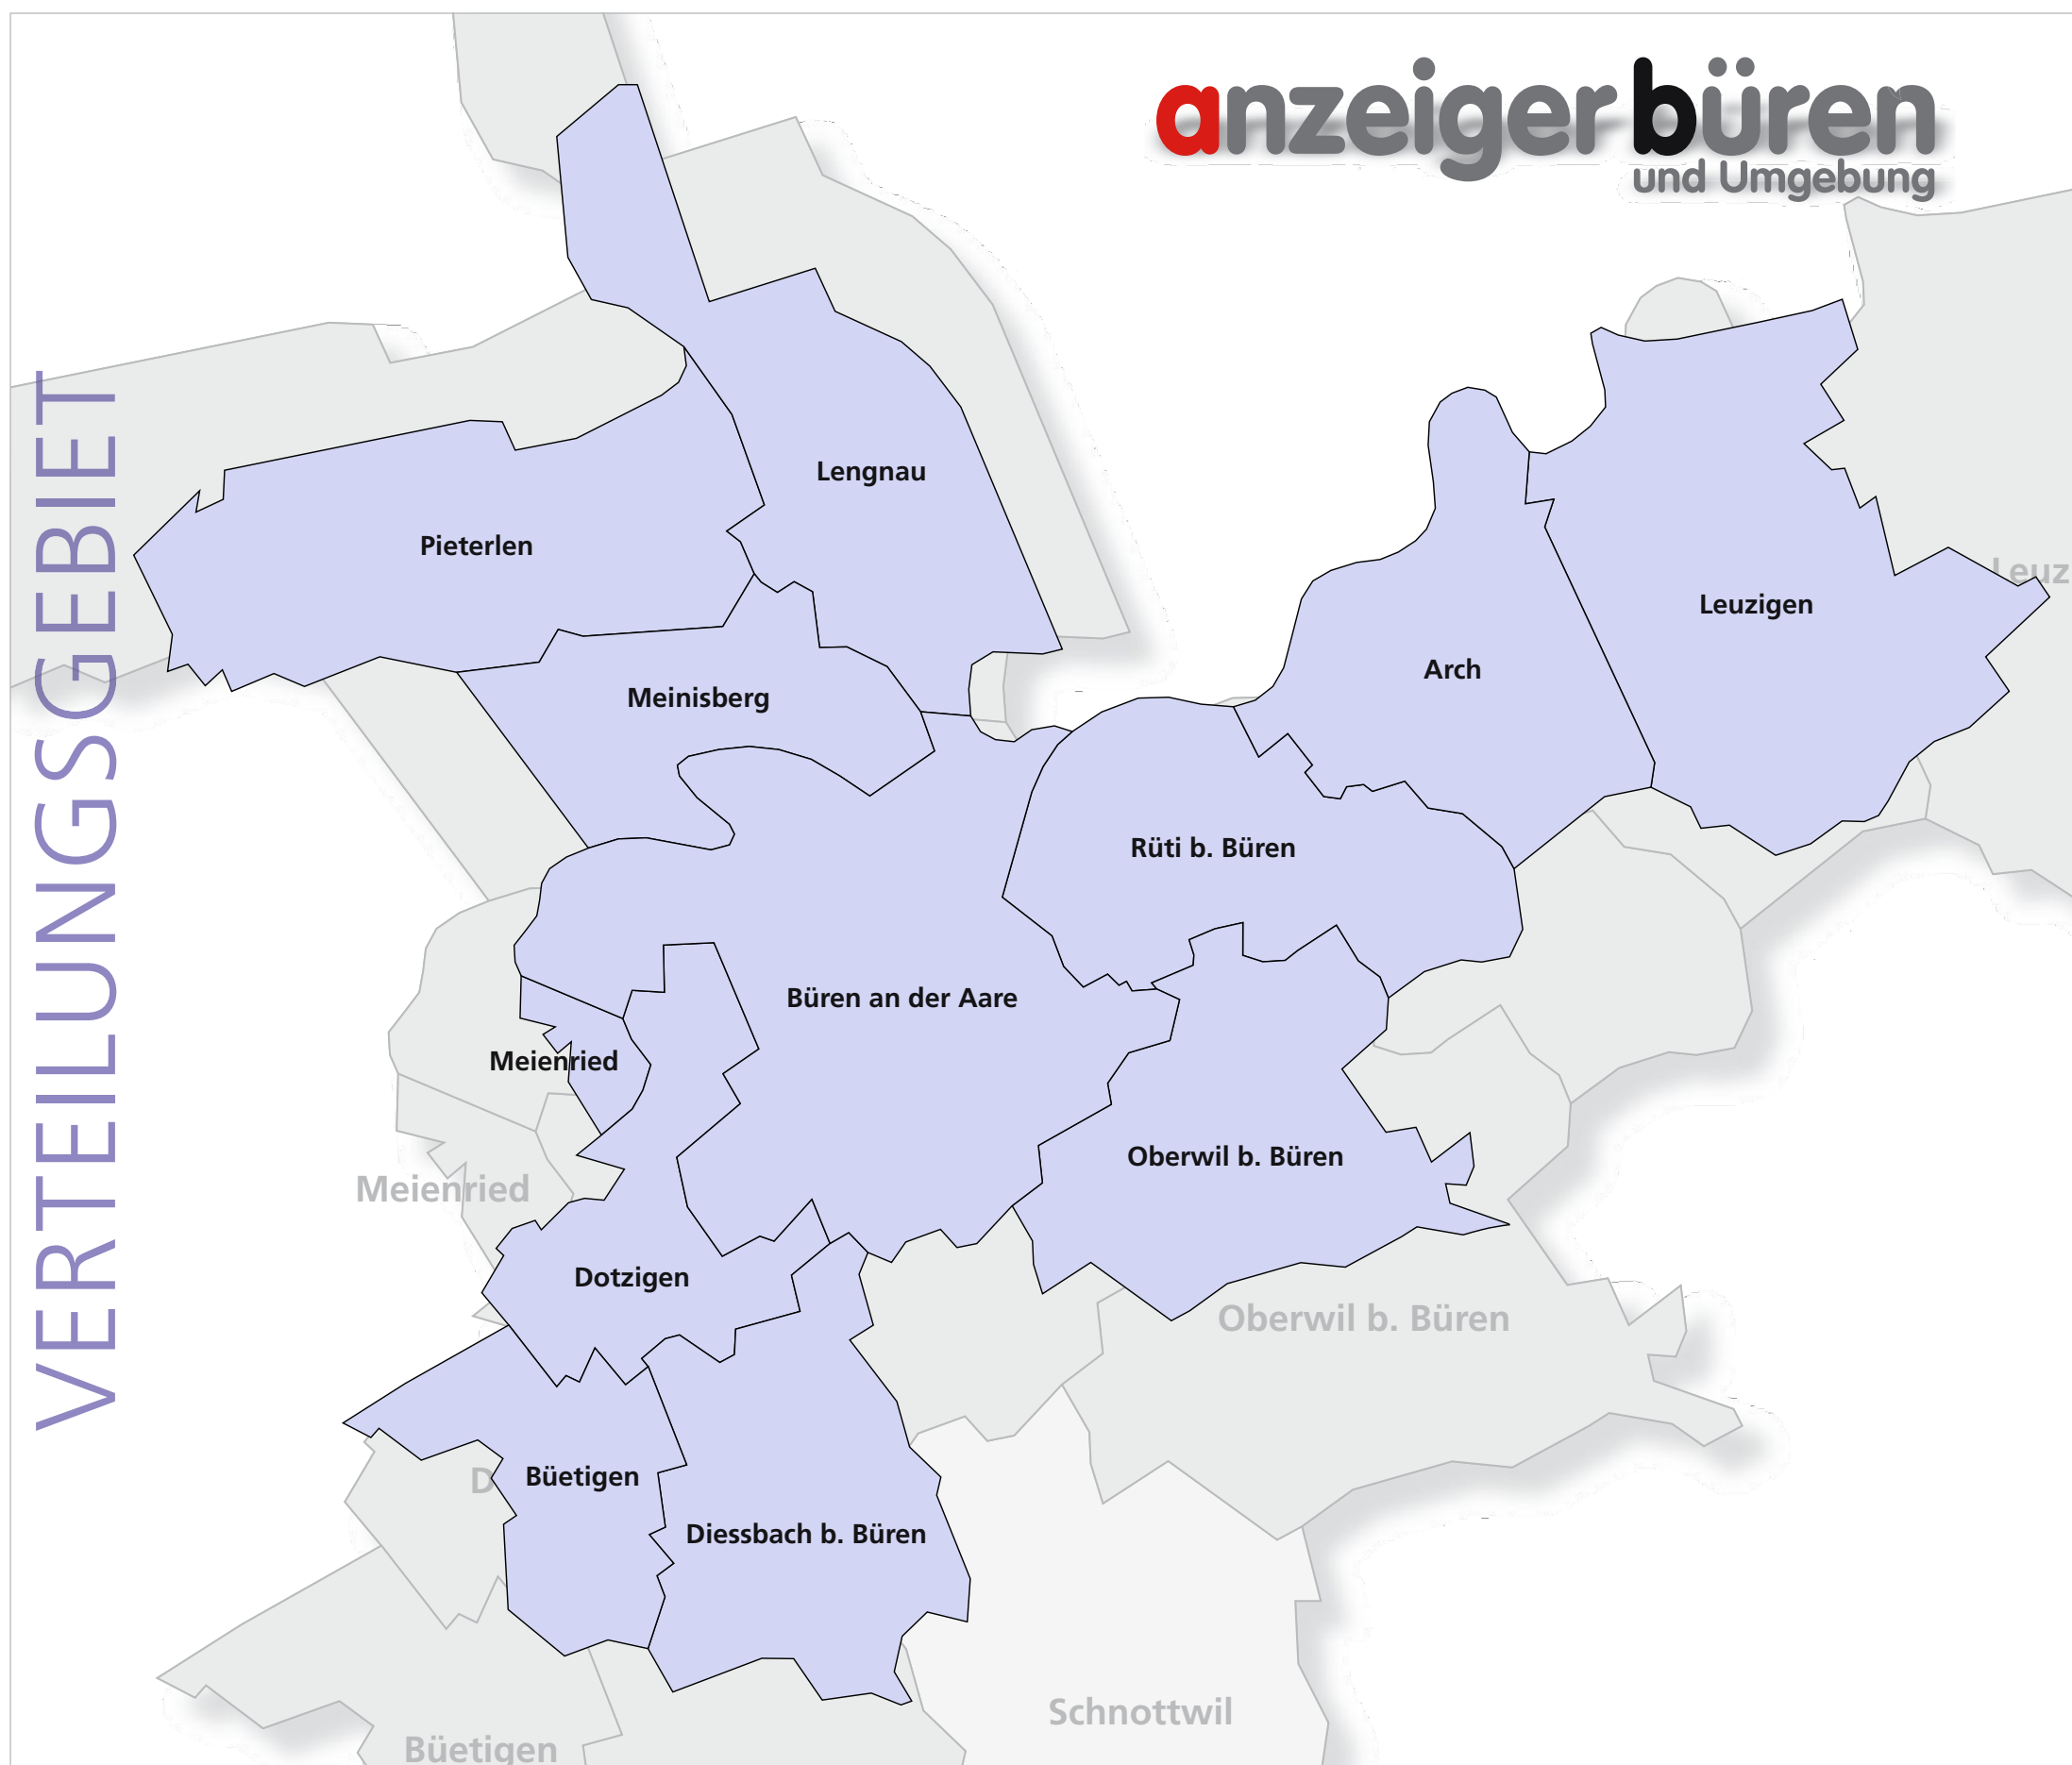 anzeiger büren
und Umgebung
VERTEILUNGSGEBIET
Lengnau
Pieterlen
Leuz
Leuzigen
Arch
Meinisberg
Rüti b. Büren
Büren an der Aare
Meienried
Oberwil b. Büren
Meienried
Dotzigen
Oberwil b. Büren
D
Büetigen
Diessbach b. Büren
Schnottwil
Büetigen